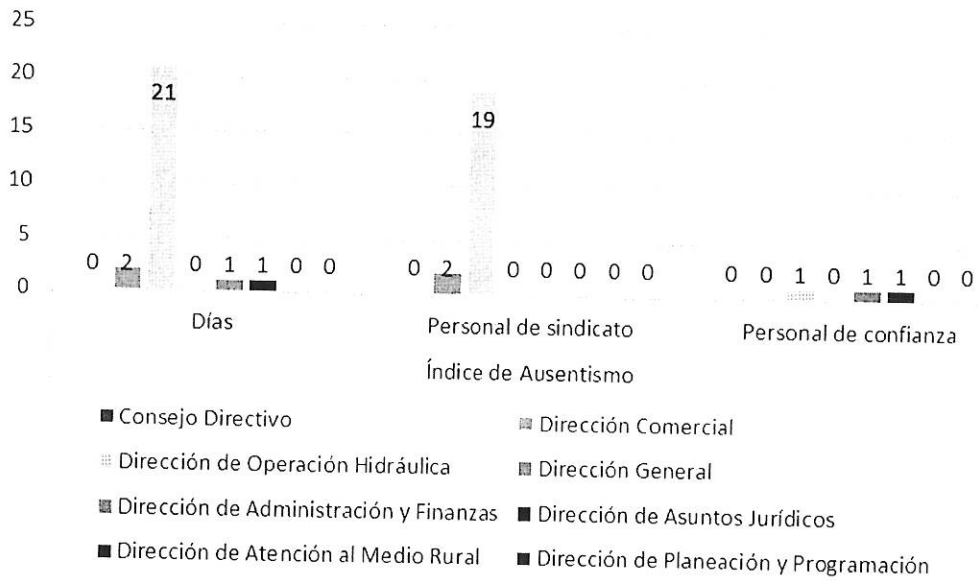 25
20
15
10
5
0
0 2 21 0 1 1 0 0
0 2 19 0 0 0 0 0
0 0 1 0 1 1 0 0
Días
Personal de sindicato
Personal de confianza
Índice de Ausentismo
Consejo Directivo
Dirección Comercial
Dirección de Operación Hidráulica
Dirección General
Dirección de Administración y Finanzas
Dirección de Asuntos Jurídicos
Dirección de Atención al Medio Rural
Dirección de Planeación y Programación